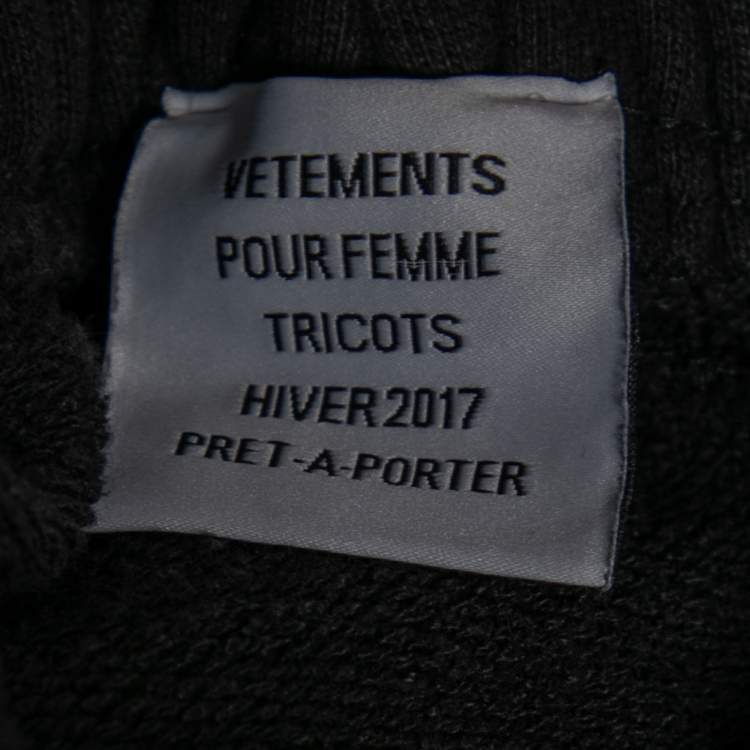 VETEMENTS
POUR FEMME
TRICOTS
HIVER 2017
PRET-A-PORTER